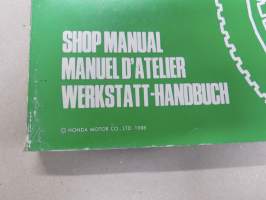 SHOP MANUAL
MANUEL D'ATELIER
WERKSTATT-HANDBUCH
© HONDA MOTOR CO., LTD. 1986